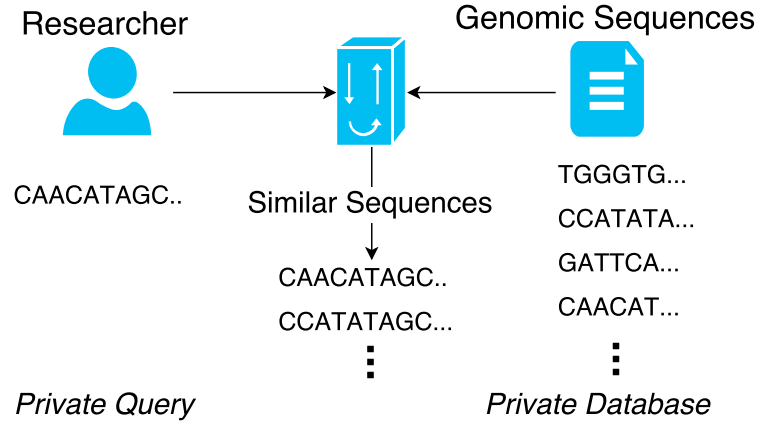 Researcher
Genomic Sequences
CAACATAGC..
TGGGTG...
CCATATA...
GATTCA...
CAACAT...
Similar Sequences
CAACATAGC..
CCATATAGC...
Private Query
Private Database